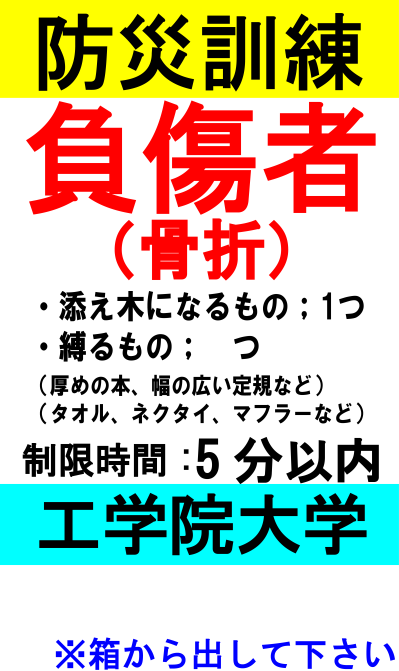 防災訓練
負傷者
（骨折）
・添え木になるもの；1つ
・縛るもの；　つ
（厚めの本、幅の広い定規など）
（タオル、ネクタイ、マフラーなど）
制限時間：5分以内
工学院大学
※箱から出して下さい